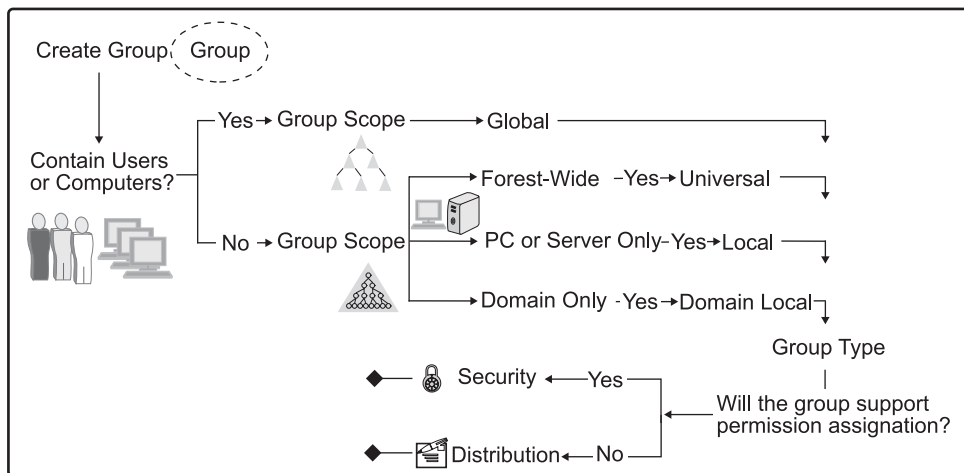 Create Group
Group
Contain Users
or Computers?
Yes
Group Scope
Global
Forest-Wide
Yes
Universal
No
Group Scope
PC or Server Only
Yes
Local
Domain Only
Yes
Domain Local
Group Type
Will the group support
permission assignation?
Yes
Security
No
Distribution